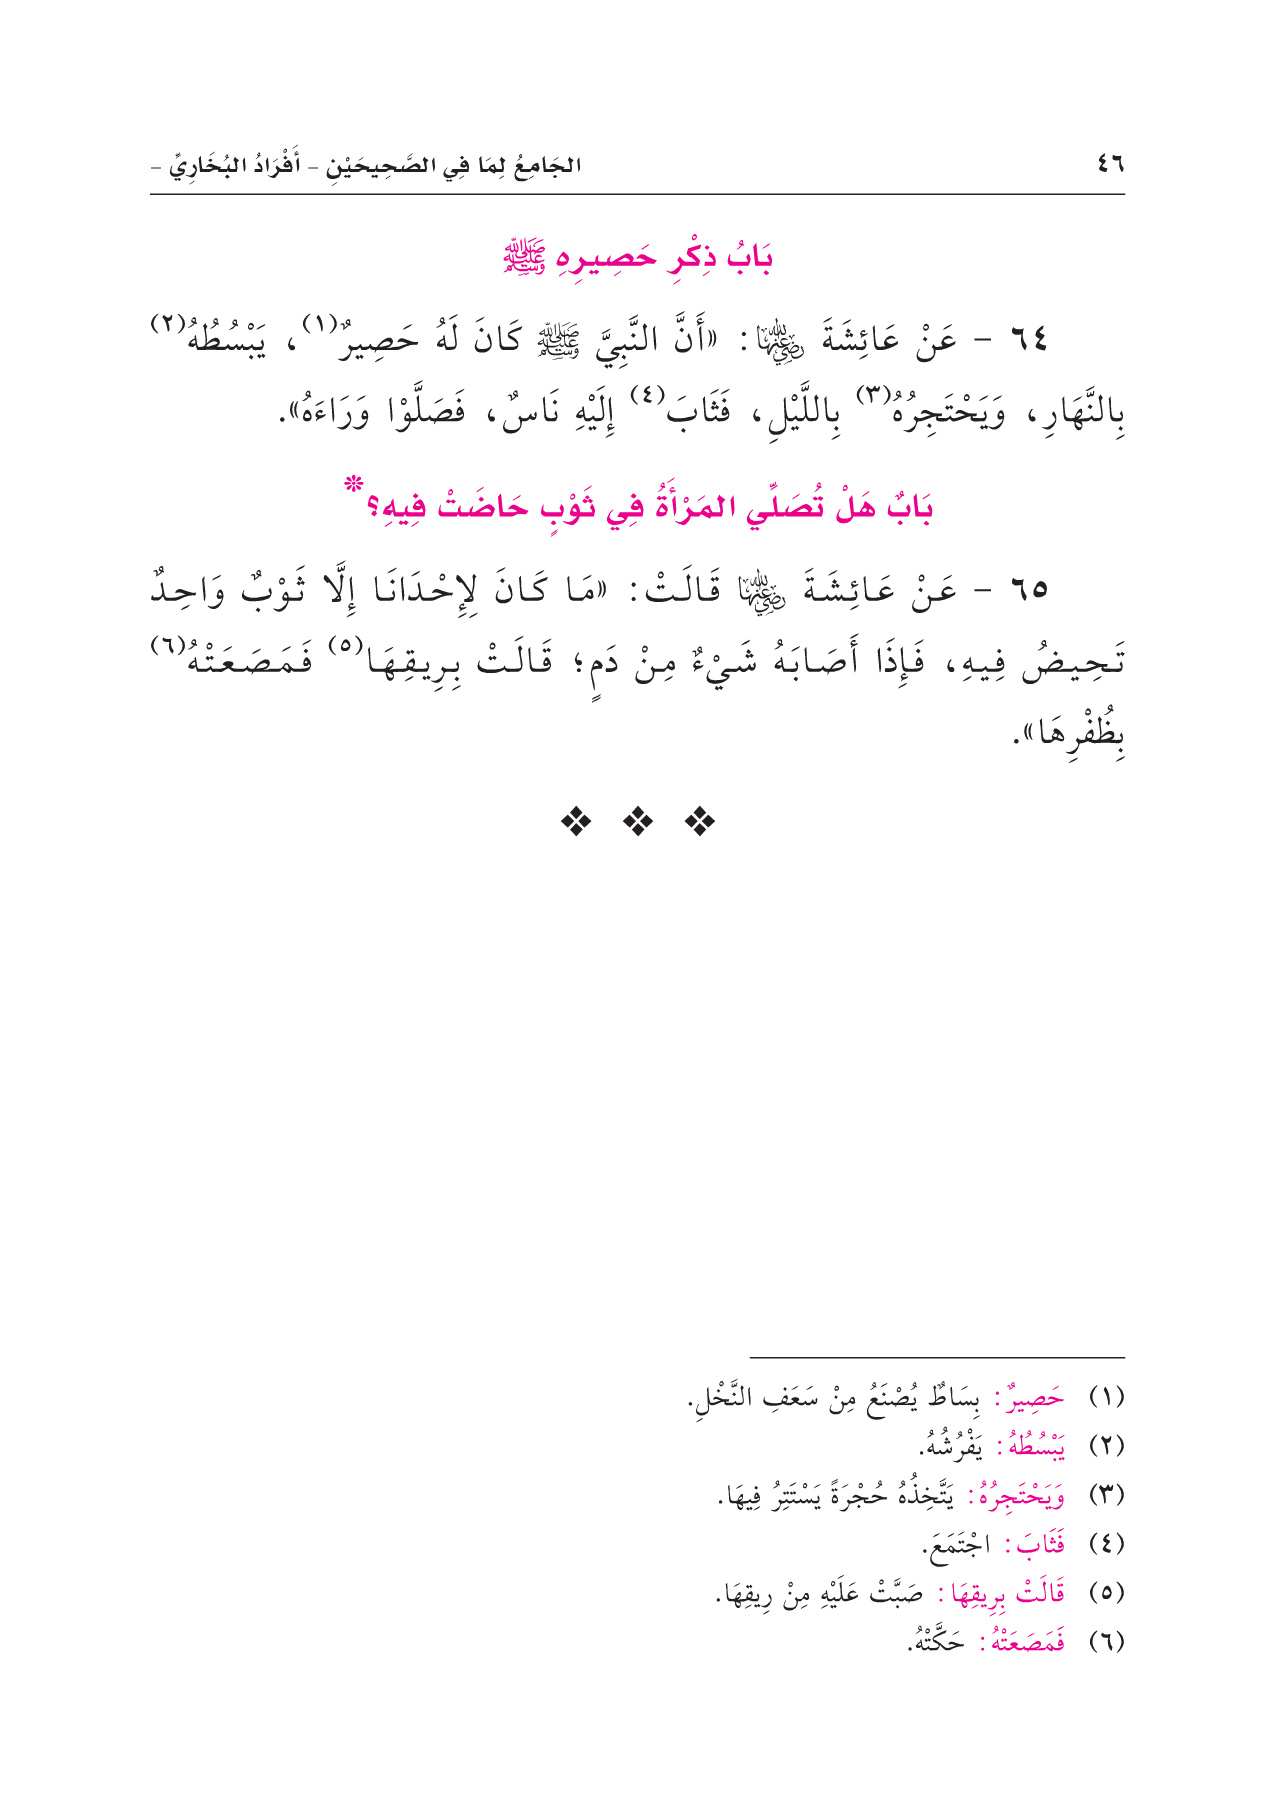 ٤٦
الجَامِعُ لِمَا فِي الصَّحِيحَيْنِ – أَفْرَادُ البُخَارِيِّ –
بَابُ ذِكْرِ حَصِيرِهِ ﷺ
٦٤ – عَنْ عَائِشَةَ رضي الله عنها: «أَنَّ النَّبِيَّ ﷺ كَانَ لَهُ حَصِيرٌ(١)، يَبْسُطُهُ(٢)
بِالنَّهَارِ، وَيَحْتَجِرُهُ(٣) بِاللَّيْلِ، فَثَابَ(٤) إِلَيْهِ نَاسٌ، فَصَلَّوْا وَرَاءَهُ».
بَابٌ هَلْ تُصَلِّي المَرْأَةُ فِي ثَوْبٍ حَاضَتْ فِيهِ؟*
٦٥ – عَنْ عَائِشَةَ رضي الله عنها قَالَتْ: «مَا كَانَ لِإِحْدَانَا إِلَّا ثَوْبٌ وَاحِدٌ
تَحِيضُ فِيهِ، فَإِذَا أَصَابَهُ شَيْءٌ مِنْ دَمٍ؛ قَالَتْ بِرِيقِهَا(٥) فَمَصَعَتْهُ(٦)
بِظُفْرِهَا».
(١) حَصِيرٌ: بِسَاطٌ يُصْنَعُ مِنْ سَعَفِ النَّخْلِ.
(٢) يَبْسُطُهُ: يَفْرُشُهُ.
(٣) وَيَحْتَجِرُهُ: يَتَّخِذُهُ حُجْرَةً يَسْتَتِرُ فِيهَا.
(٤) فَثَابَ: اجْتَمَعَ.
(٥) قَالَتْ بِرِيقِهَا: صَبَّتْ عَلَيْهِ مِنْ رِيقِهَا.
(٦) فَمَصَعَتْهُ: حَكَّتْهُ.